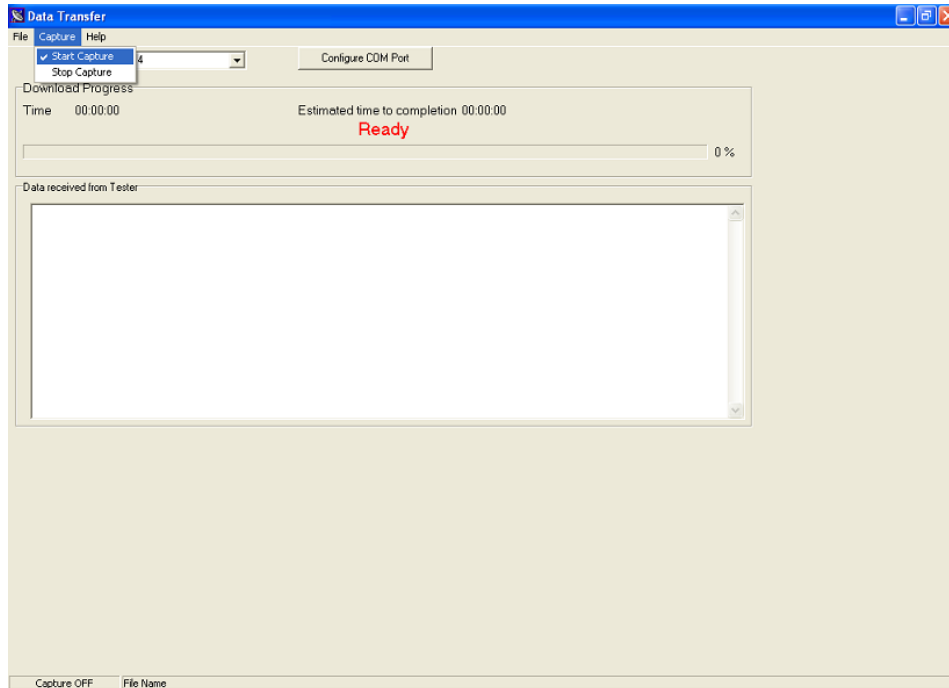 Data Transfer
File Capture Help
Start Capture
Stop Capture
4
Configure COM Port
Download Progress
Time 00:00:00
Estimated time to completion 00:00:00
Ready
0 %
Data received from Tester
Capture OFF
File Name